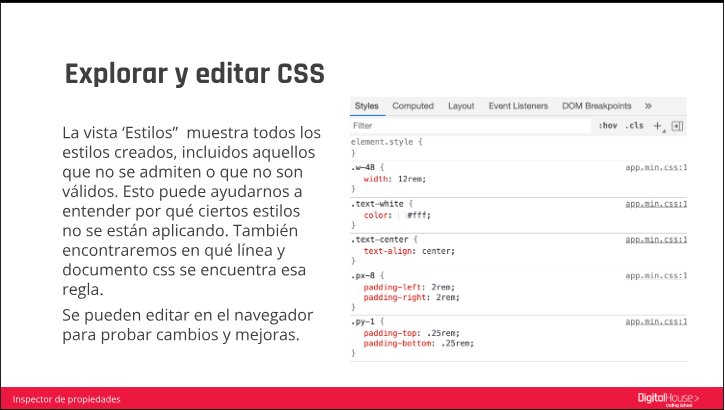 Explorar y editar CSS
La vista ‘Estilos” muestra todos los
estilos creados, incluidos aquellos
que no se admiten o que no son
válidos. Esto puede ayudarnos a
entender por qué ciertos estilos
no se están aplicando. También
encontraremos en qué línea y
documento css se encuentra esa
regla.
Se pueden editar en el navegador
para probar cambios y mejoras.
Styles Computed Layout Event Listeners DOM Breakpoints »
Filter :hov .cls +
element.style {
}
.w-48 { app.min.css:1
width: 12rem;
}
.text-white { app.min.css:1
color: #fff;
}
.text-center { app.min.css:1
text-align: center;
}
.px-8 { app.min.css:1
padding-left: 2rem;
padding-right: 2rem;
}
.py-1 { app.min.css:1
padding-top: .25rem;
padding-bottom: .25rem;
}
Inspector de propiedades
DigitalHouse>
Coding School